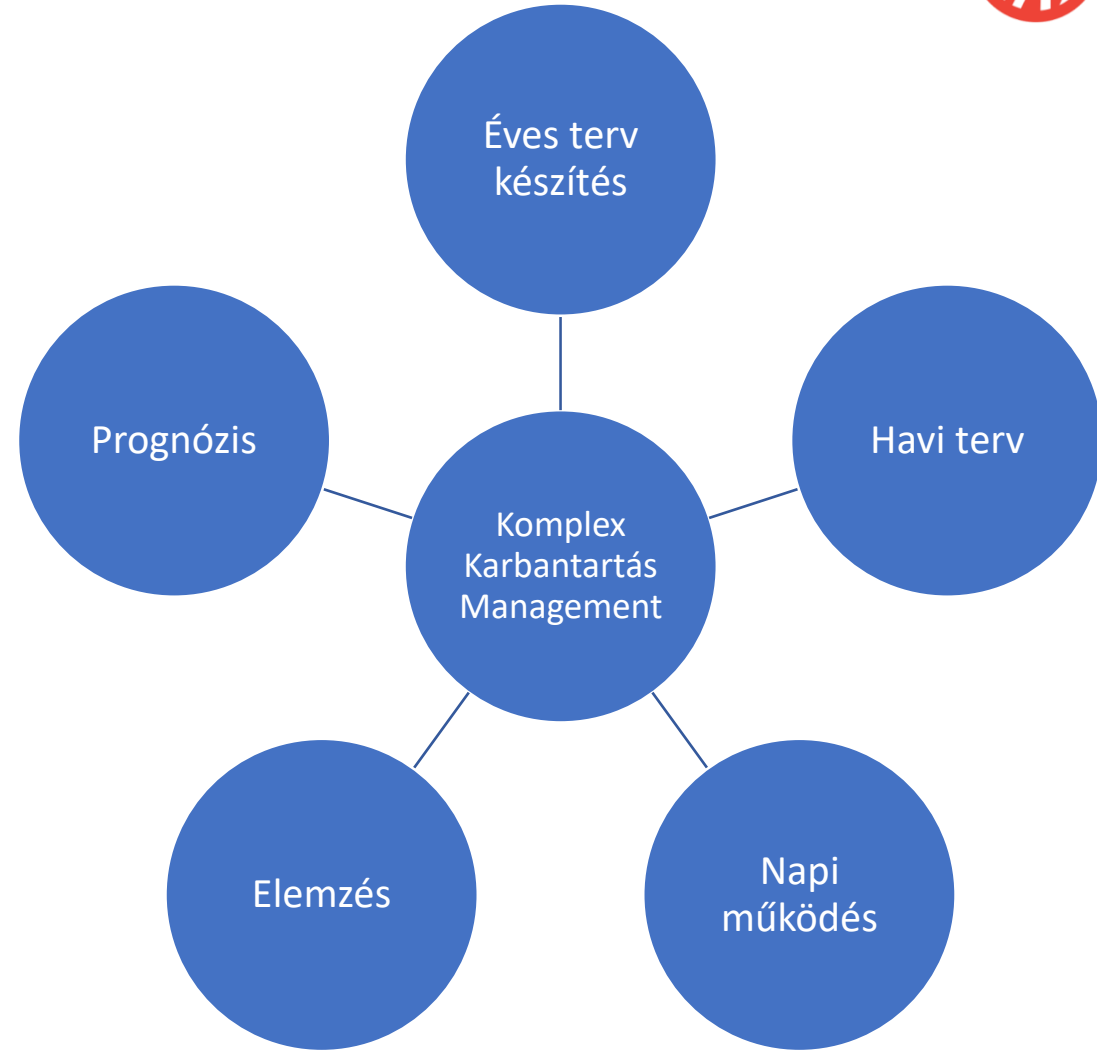 Éves terv
készítés
Prognózis
Havi terv
Komplex
Karbantartás
Management
Elemzés
Napi
működés